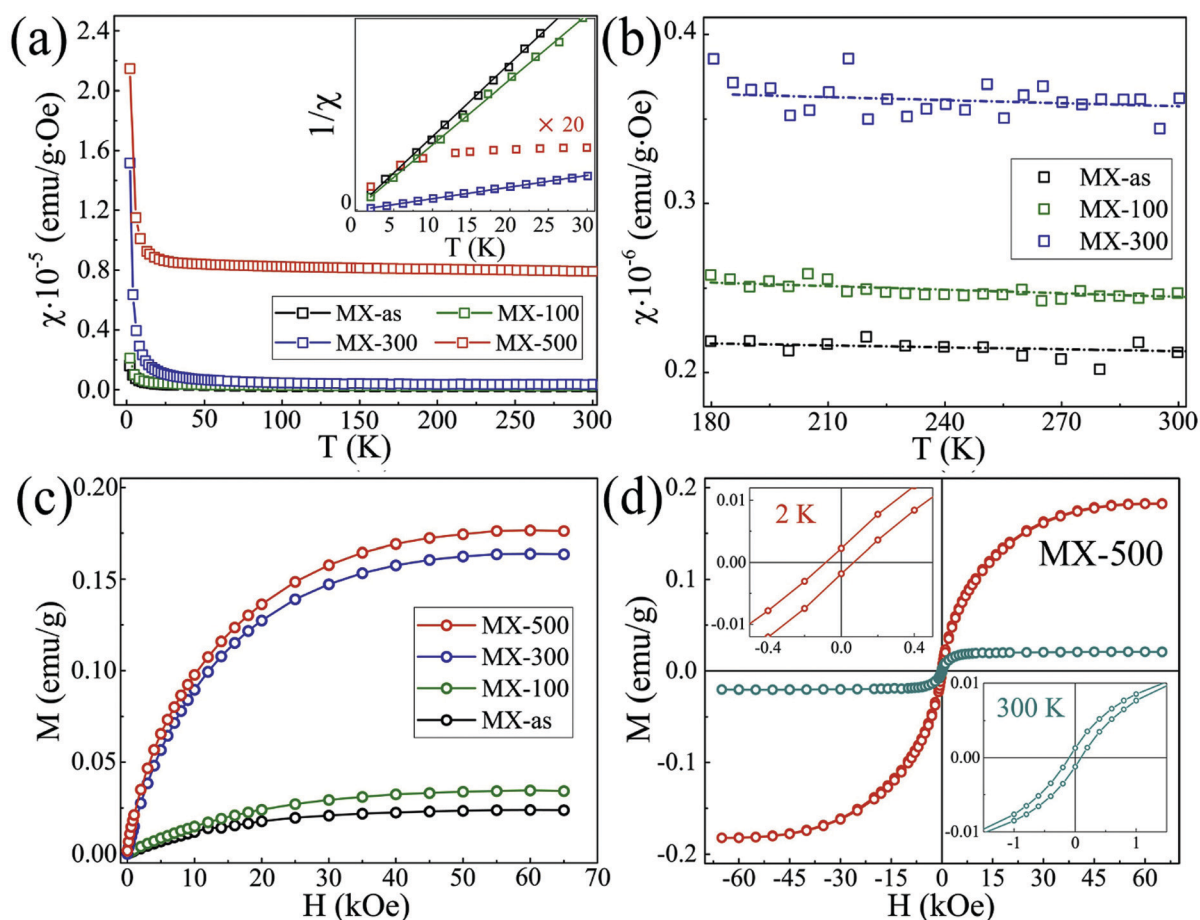 (a)
2.4
2.0
1.6
1.2
0.8
0.4
0.0
χ·10⁻⁵ (emu/g·Oe)
0 50 100 150 200 250 300
T (K)
1/χ
0
× 20
0 5 10 15 20 25 30
T (K)
MX-as MX-100
MX-300 MX-500
(b)
0.4
0.3
0.2
χ·10⁻⁶ (emu/g·Oe)
MX-as
MX-100
MX-300
180 210 240 270 300
T (K)
(c)
0.20
0.15
0.10
0.05
0.00
M (emu/g)
MX-500
MX-300
MX-100
MX-as
0 10 20 30 40 50 60 70
H (kOe)
(d)
0.2
0.1
0.0
-0.1
-0.2
M (emu/g)
MX-500
2 K
0.01
0.00
-0.01
-0.4 0.0 0.4
300 K
0.01
0.00
-0.01
-1 0 1
-60 -45 -30 -15 0 15 30 45 60
H (kOe)